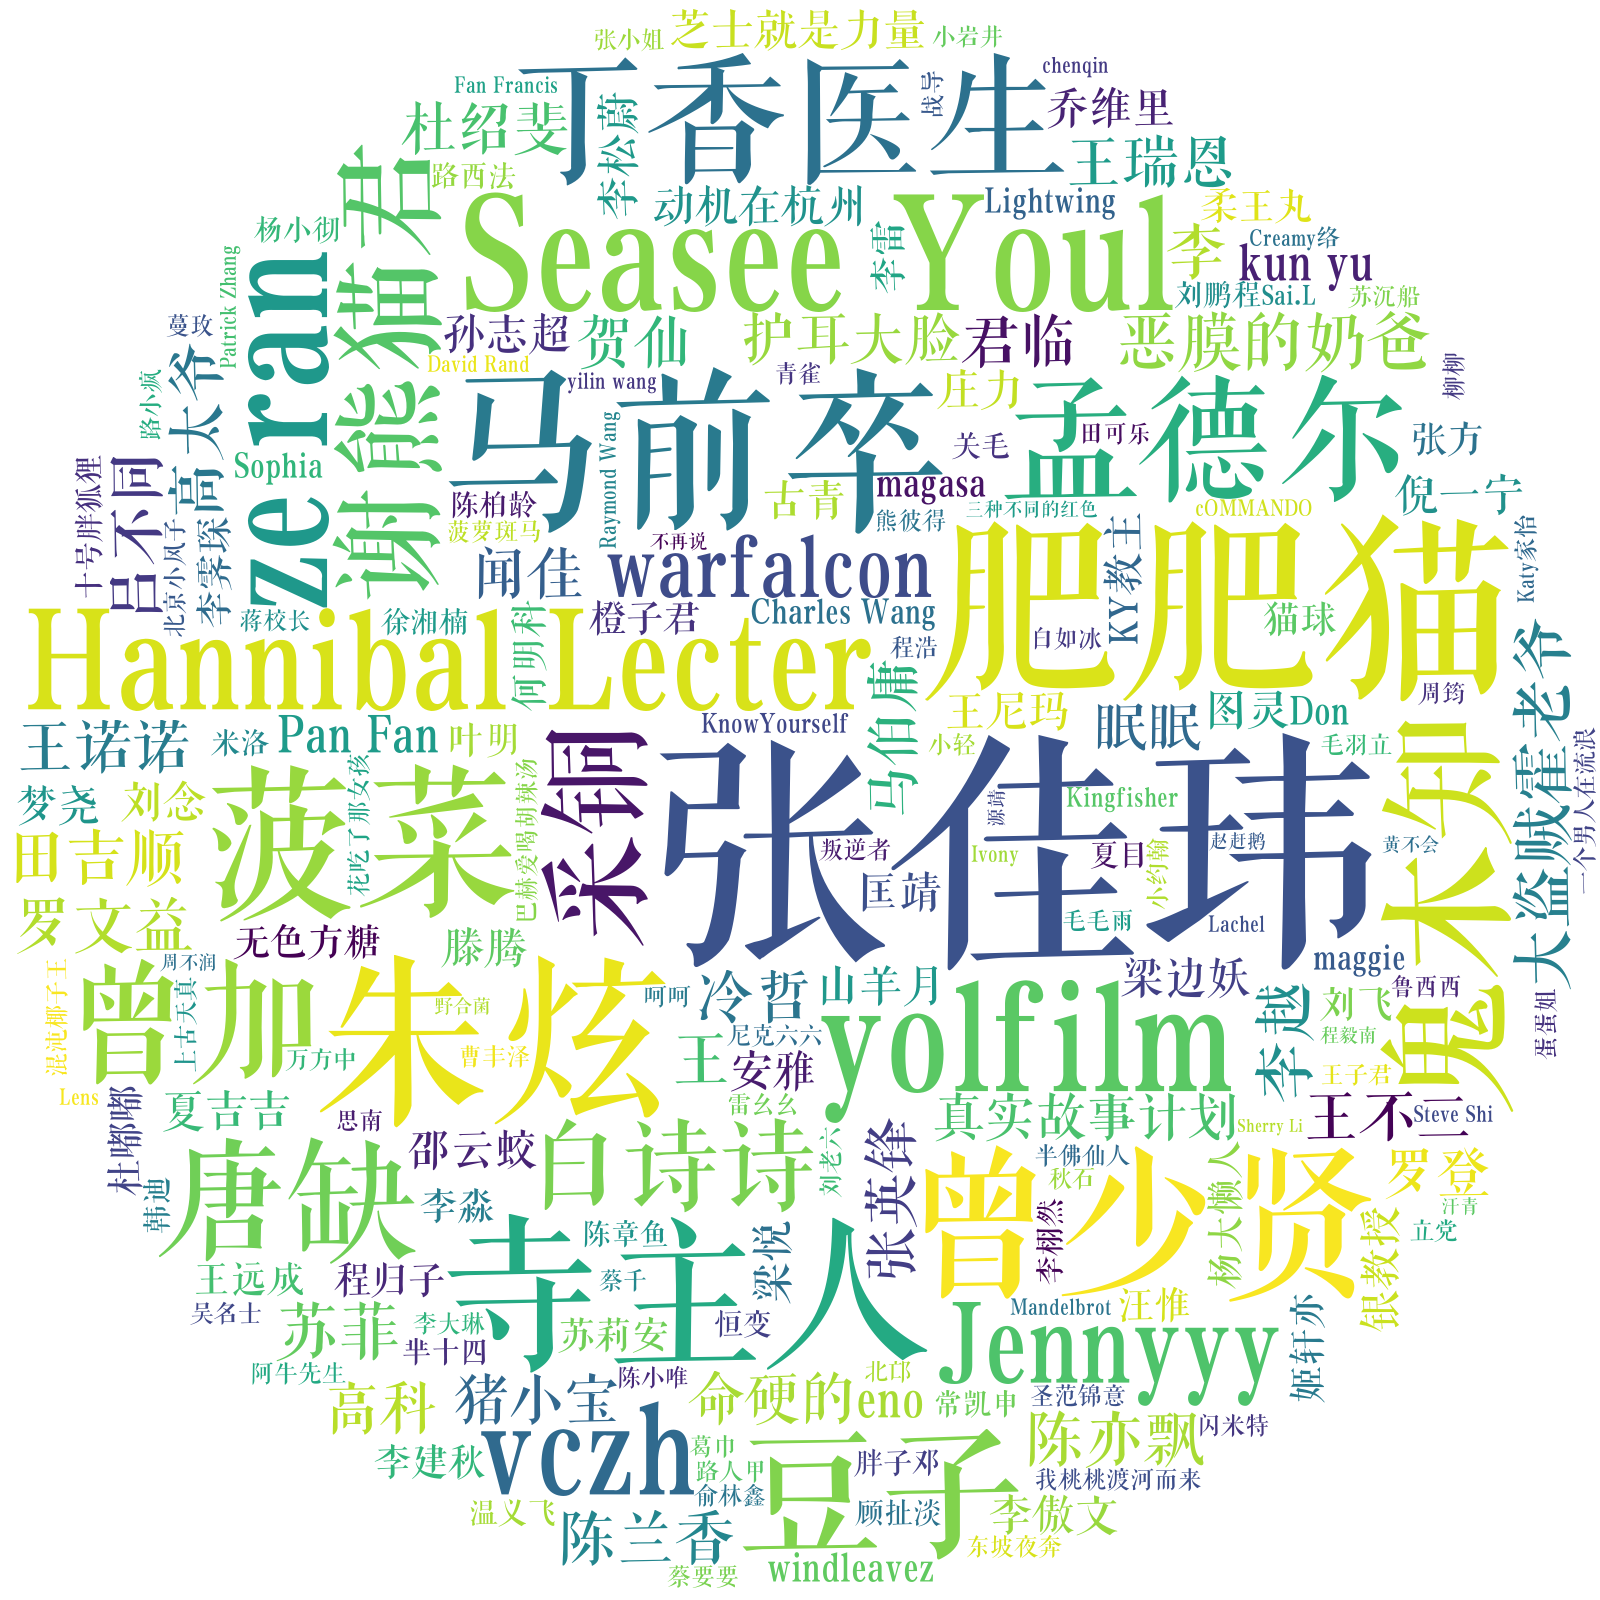 张小姐
芝士就是力量
小岩井
Fan Francis
丁香医生
战导
chenqin
乔维里
杜绍斐
李松蔚
王瑞恩
路西法
动机在杭州
Lightwing
柔王丸
谢熊猫君
Seasee Youl
李
Creamy络
杨小彻
Patrick Zhang
ze ran
李雷
kun yu
刘鹏程Sai.L
苏沉船
蔓玫
太爷
孙志超
贺仙
护耳大脸
君临
恶膜的奶爸
David Rand
yilin wang
青雀
柳柳
路小疯
马前卒
庄力
孟德尔
Raymond Wang
关毛
田可乐
张方
十号胖狐狸
吕不同
高
Sophia
陈柏龄
古青
magasa
倪一宁
北京小风子
李霁琛
菠萝斑马
熊彼得
三种不同的红色
cOMMANDO
闻佳
warfalcon
不再说
KY教主
肥肥猫
Katy家怡
Hannibal Lecter
蒋校长
徐湘楠
何明科
橙子君
Charles Wang
程浩
白如冰
猫球
大盗贼霍老爷
王诺诺
米洛
Pan Fan
叶明
采铜
KnowYourself
马伯庸
王尼玛
小轻
眠眠
图灵Don
周筠
毛羽立
鬼木知
一个男人在流浪
梦尧
刘念
菠菜
花吃了那女孩
巴赫爱喝胡辣汤
张佳玮
Kingfisher
源靖
田吉顺
叛逆者
Ivony
夏目
小约翰
赵赶鹅
黄不会
罗文益
无色方糖
滕腾
匡靖
毛毛雨
Lachel
周不润
混沌椰子王
上古天真
曾加
朱炫
野合菌
呵呵
冷哲
山羊月
梁边妖
maggie
鲁西西
蛋蛋姐
尼克六六
yolfilm
李越
刘飞
程毅南
万方中
曹丰泽
王
安雅
王子君
Lens
杜嘟嘟
夏吉吉
思南
雷幺幺
真实故事计划
Sherry Li
王不二
Steve Shi
邵云蛟
白诗诗
刘老六
张英锋
半佛仙人
秋石
唐缺
韩迪
李淼
寺主人
陈章鱼
梁悦
曾少贤
李栩然
杨大懒人
罗登
汗青
立党
银教授
王远成
程归子
蔡千
吴名士
苏菲
李大琳
苏莉安
恒变
Jennyyy
Mandelbrot
汪惟
姬轩亦
阿牛先生
芈十四
陈小唯
北邙
高科
猪小宝
命硬的eno
常凯申
圣范锦意
李建秋
vczh
葛巾
豆子
胖子邓
陈亦飘
闪米特
路人甲
俞林鑫
我桃桃渡河而来
温义飞
陈兰香
顾扯淡
李傲文
东坡夜奔
蔡要要
windleavez